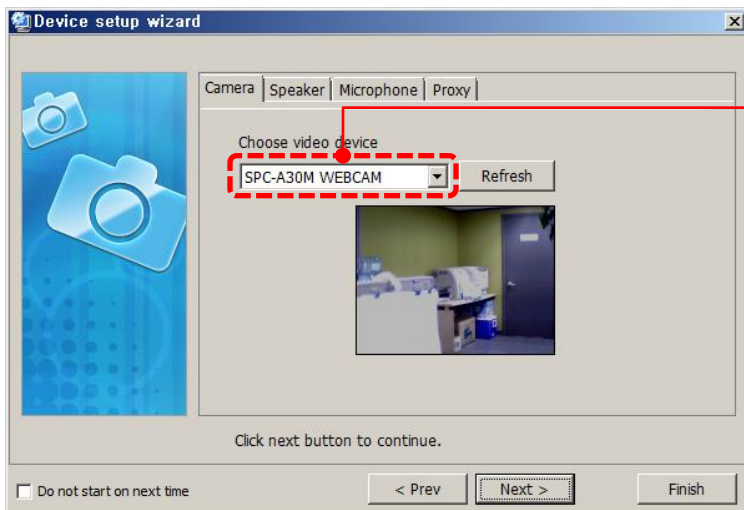 Device setup wizard
Camera Speaker Microphone Proxy
Choose video device
SPC-A30M WEBCAM Refresh
Click next button to continue.
Do not start on next time < Prev Next > Finish